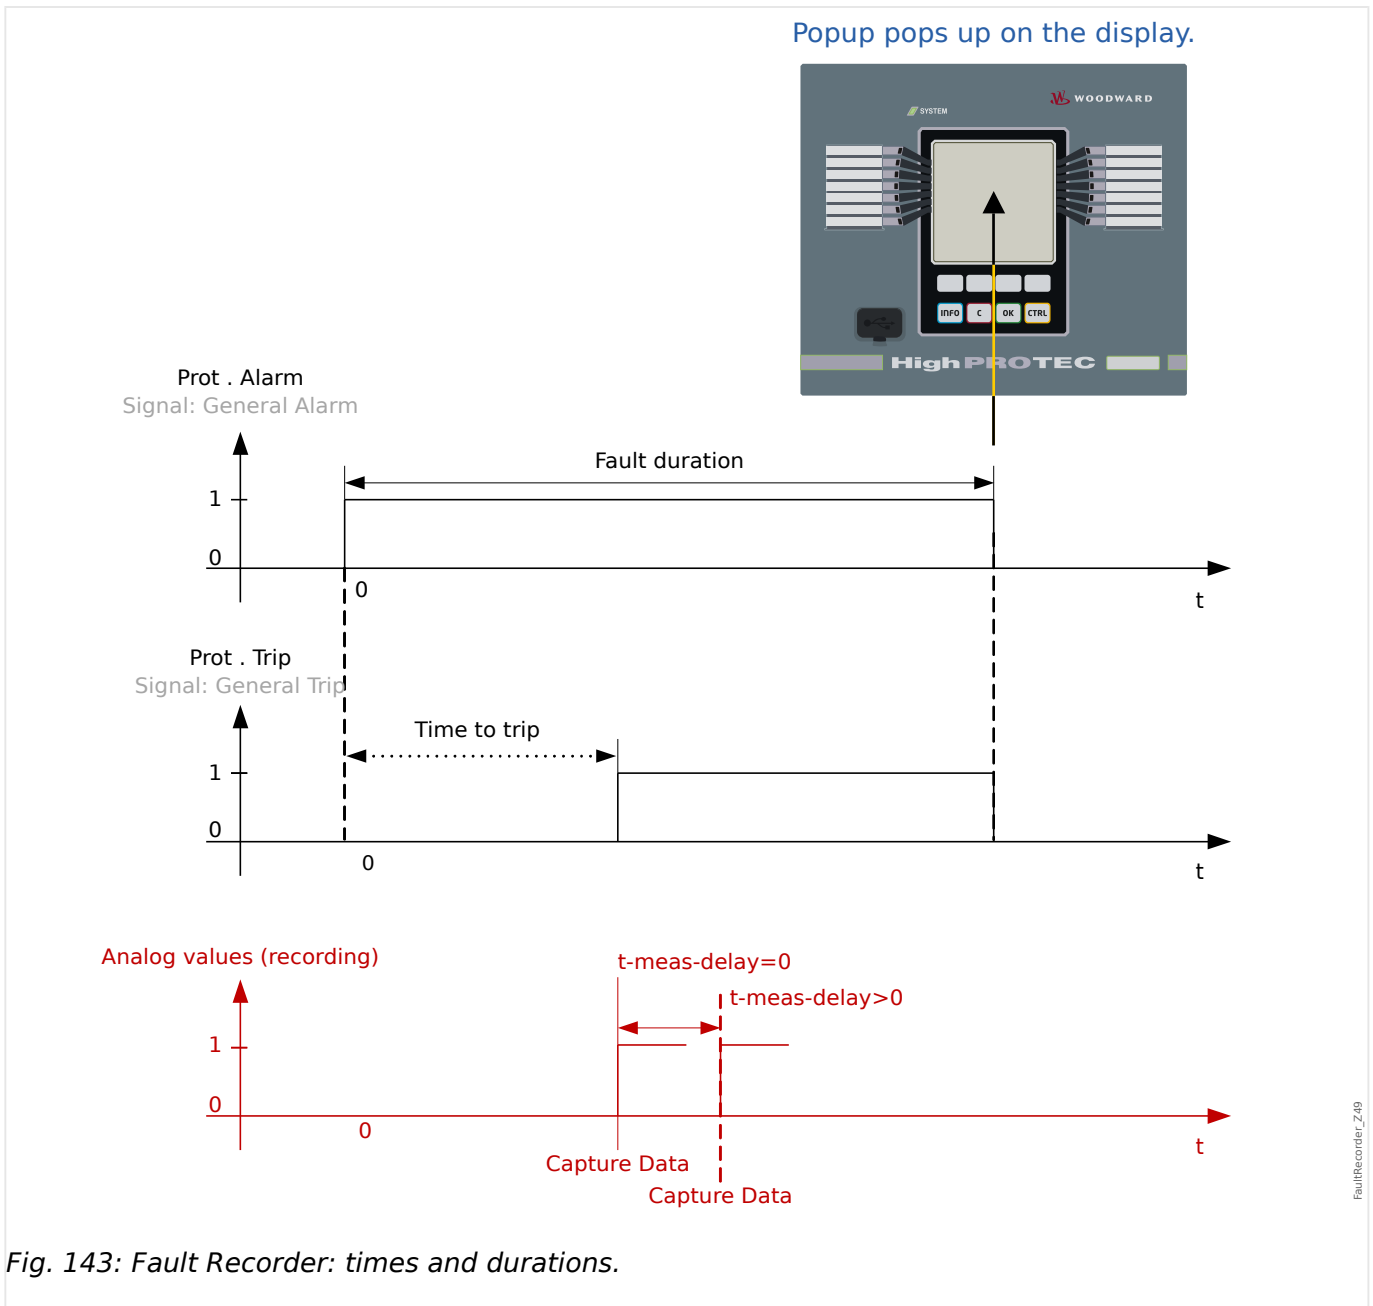 Popup pops up on the display.
WOODWARD
SYSTEM
INFO C OK CTRL
HighPROTEC
Prot . Alarm
Signal: General Alarm
Fault duration
1
0
0
t
Prot . Trip
Signal: General Trip
Time to trip
1
0
0
t
Analog values (recording)
t-meas-delay=0
t-meas-delay>0
1
0
0
t
Capture Data
Capture Data
FaultRecorder_Z49
Fig. 143: Fault Recorder: times and durations.